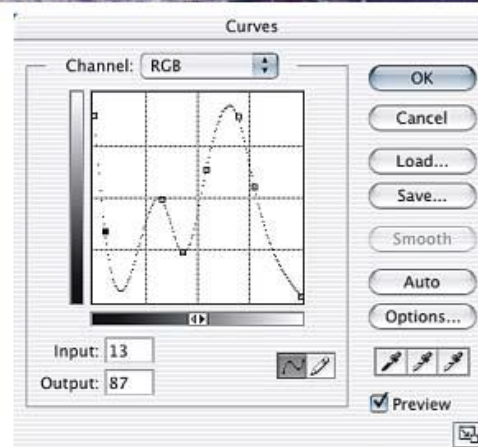 Curves
Channel: RGB
OK
Cancel
Load...
Save...
Smooth
Auto
Options...
Input: 13
Output: 87
Preview